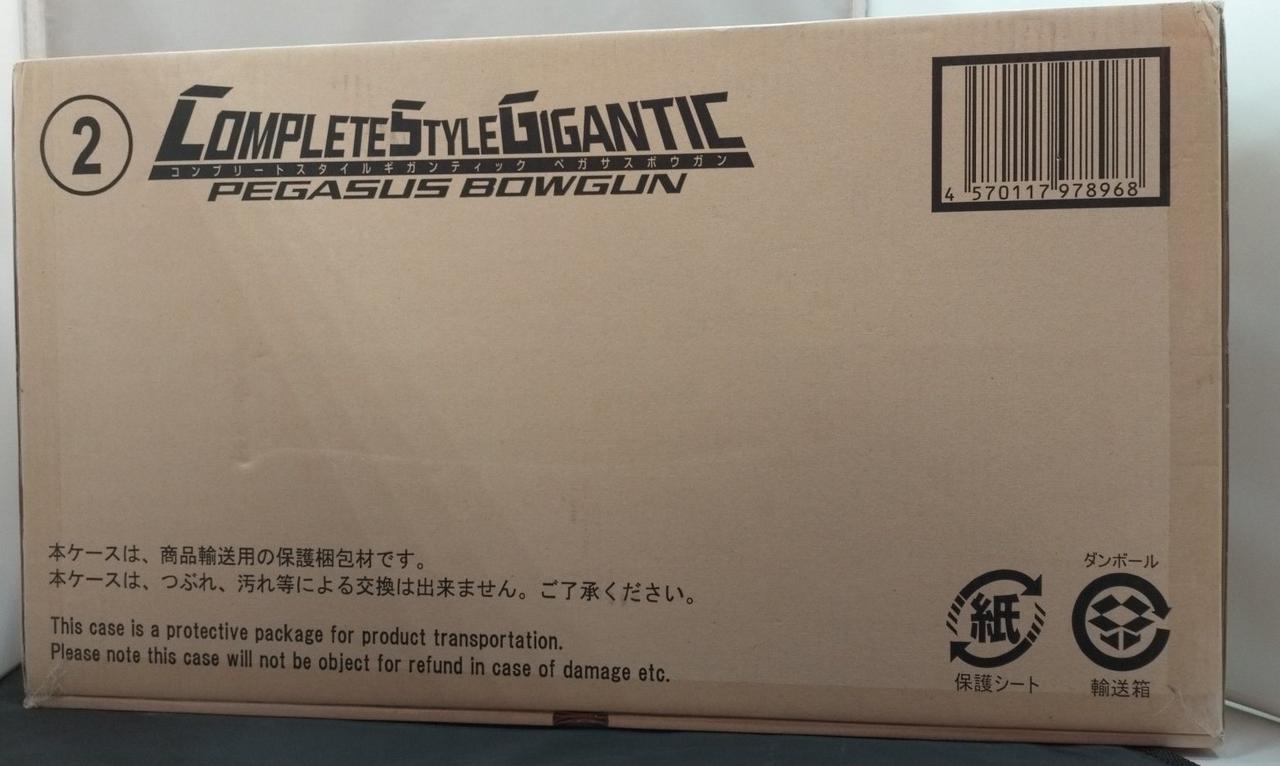 2
COMPLETE STYLE GIGANTIC
コンプリートスタイルギガンティック ペガサスボウガン
PEGASUS BOWGUN
4 570117 978968
本ケースは、商品輸送用の保護梱包材です。
本ケースは、つぶれ、汚れ等による交換は出来ません。ご了承ください。
This case is a protective package for product transportation.
Please note this case will not be object for refund in case of damage etc.
紙
保護シート
ダンボール
輸送箱